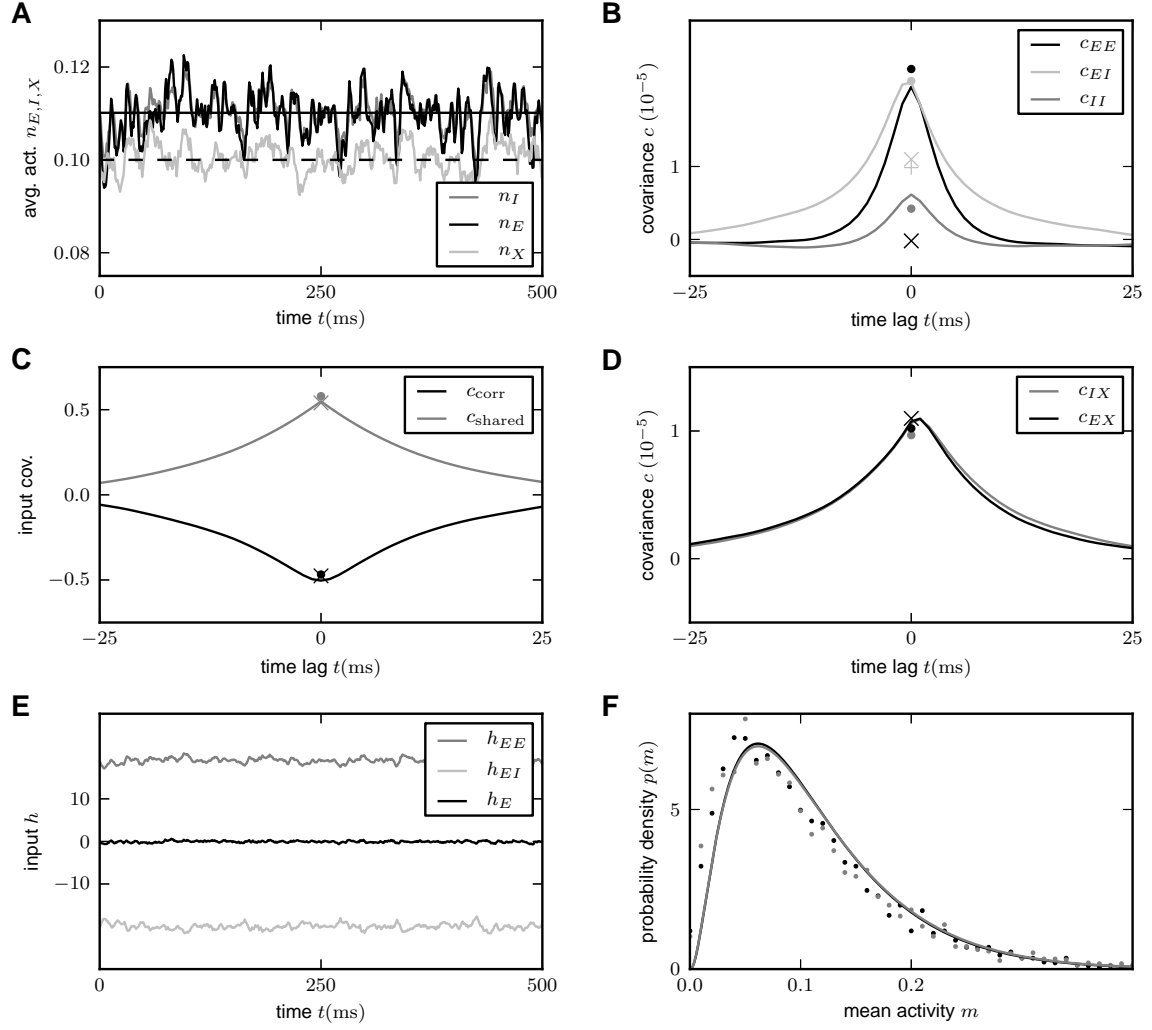 A
avg. act. n_{E,I,X}
0.12
0.10
0.08
n_I
n_E
n_X
0
250
500
time t(ms)
B
covariance c (10^{-5})
1
0
c_{EE}
c_{EI}
c_{II}
−25
0
25
time lag t(ms)
C
input cov.
0.5
0.0
−0.5
c_{corr}
c_{shared}
−25
0
25
time lag t(ms)
D
covariance c (10^{-5})
1
0
c_{IX}
c_{EX}
−25
0
25
time lag t(ms)
E
input h
10
0
−10
h_{EE}
h_{EI}
h_E
0
250
500
time t(ms)
F
probability density p(m)
5
0
0.0
0.1
0.2
mean activity m